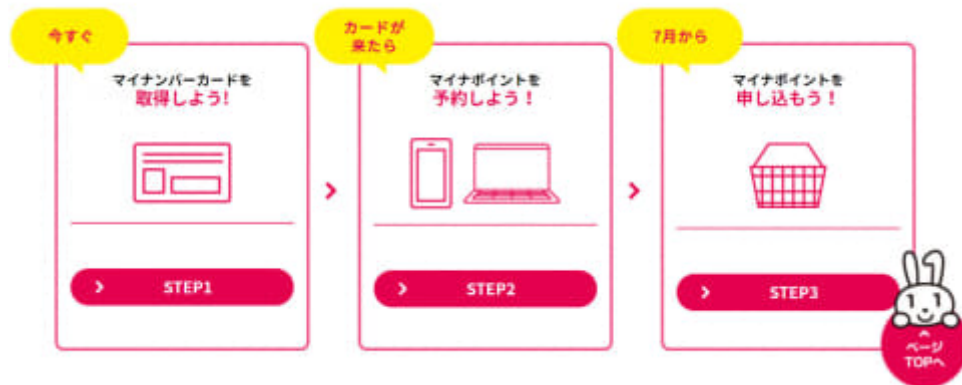 今すぐ
マイナンバーカードを
取得しよう!
STEP1
カードが
来たら
マイナポイントを
予約しよう！
STEP2
7月から
マイナポイントを
申し込もう！
STEP3
ページ
TOPへ